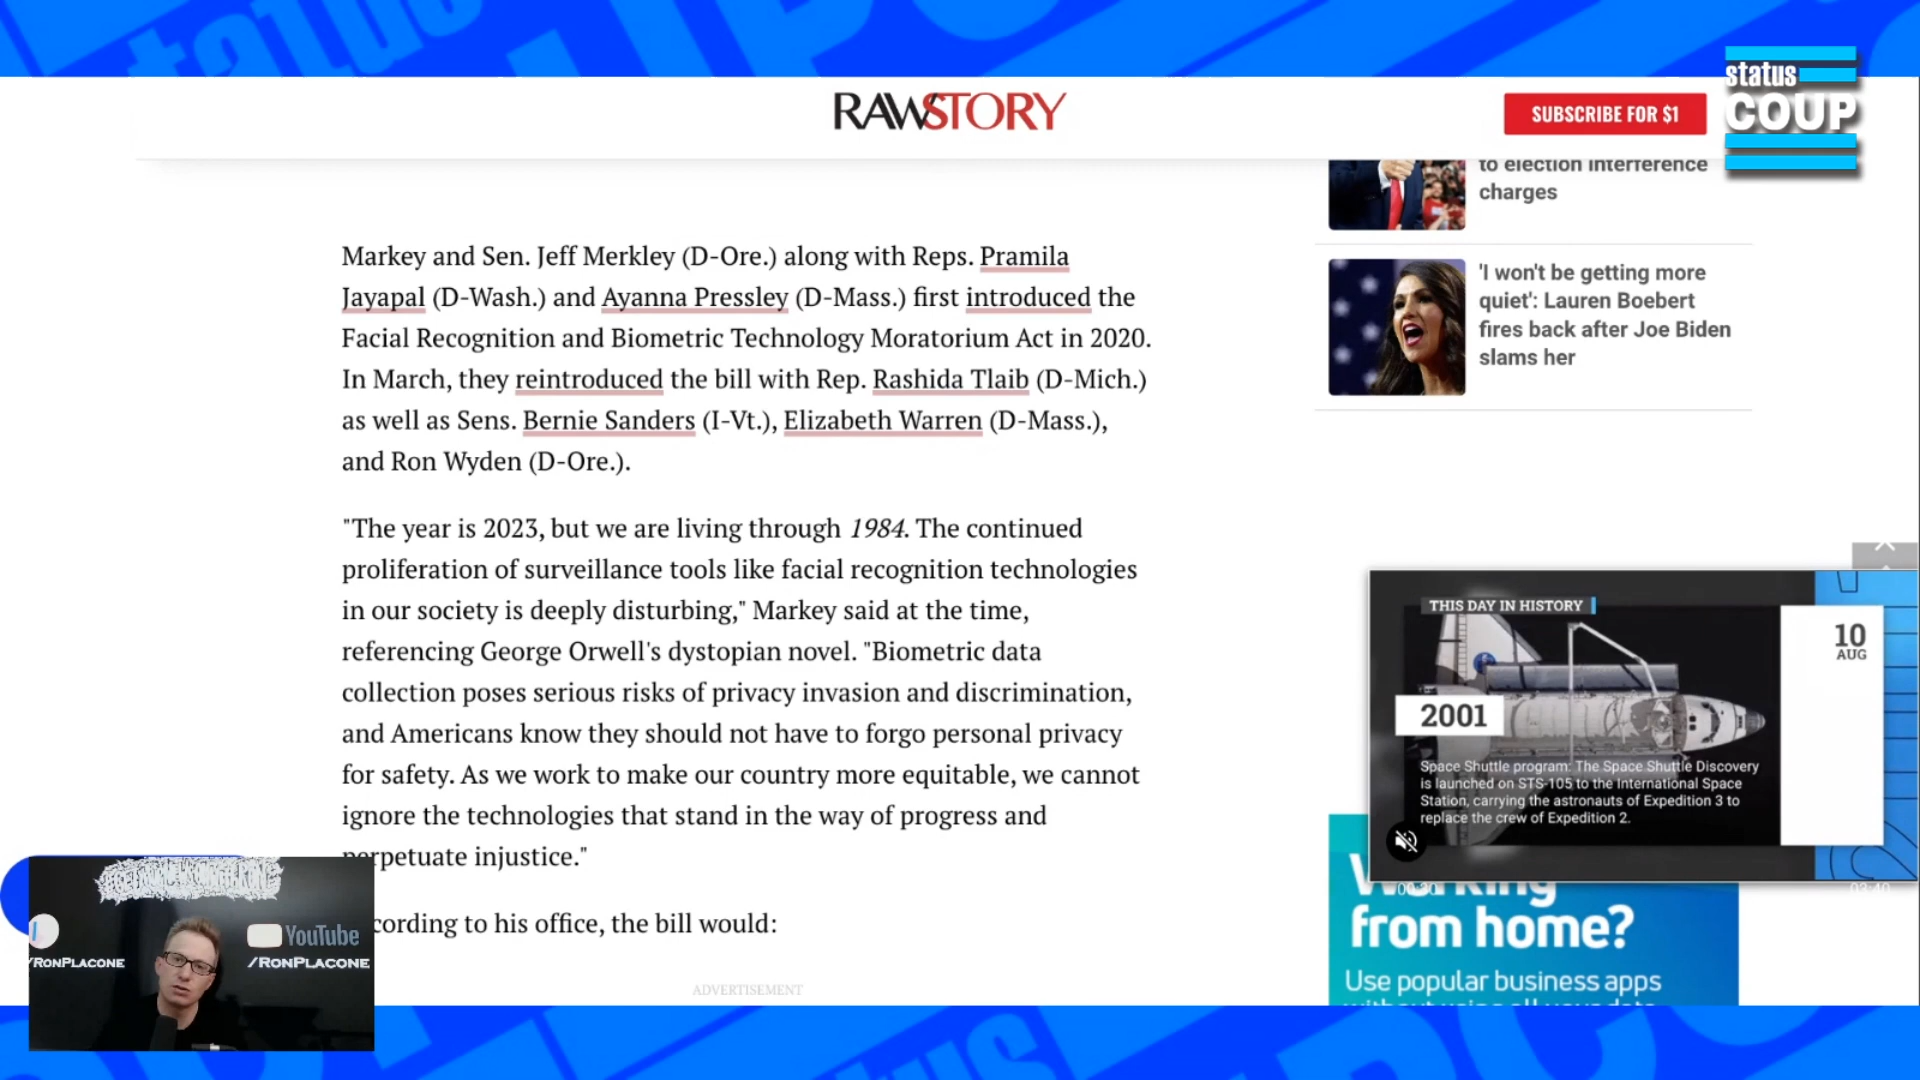 status
COUP
RAWSTORY
SUBSCRIBE FOR $1
to election interference
charges
'I won't be getting more
quiet': Lauren Boebert
fires back after Joe Biden
slams her
Markey and Sen. Jeff Merkley (D-Ore.) along with Reps. Pramila
Jayapal (D-Wash.) and Ayanna Pressley (D-Mass.) first introduced the
Facial Recognition and Biometric Technology Moratorium Act in 2020.
In March, they reintroduced the bill with Rep. Rashida Tlaib (D-Mich.)
as well as Sens. Bernie Sanders (I-Vt.), Elizabeth Warren (D-Mass.),
and Ron Wyden (D-Ore.).
"The year is 2023, but we are living through 1984. The continued
proliferation of surveillance tools like facial recognition technologies
in our society is deeply disturbing," Markey said at the time,
referencing George Orwell's dystopian novel. "Biometric data
collection poses serious risks of privacy invasion and discrimination,
and Americans know they should not have to forgo personal privacy
for safety. As we work to make our country more equitable, we cannot
ignore the technologies that stand in the way of progress and
perpetuate injustice."
cording to his office, the bill would:
ADVERTISEMENT
THIS DAY IN HISTORY
10
AUG
2001
Space Shuttle program: The Space Shuttle Discovery
is launched on STS-105 to the International Space
Station, carrying the astronauts of Expedition 3 to
replace the crew of Expedition 2.
00:30
03:40
Working
from home?
Use popular business apps
YouTube
/RONPLACONE
/RONPLACONE